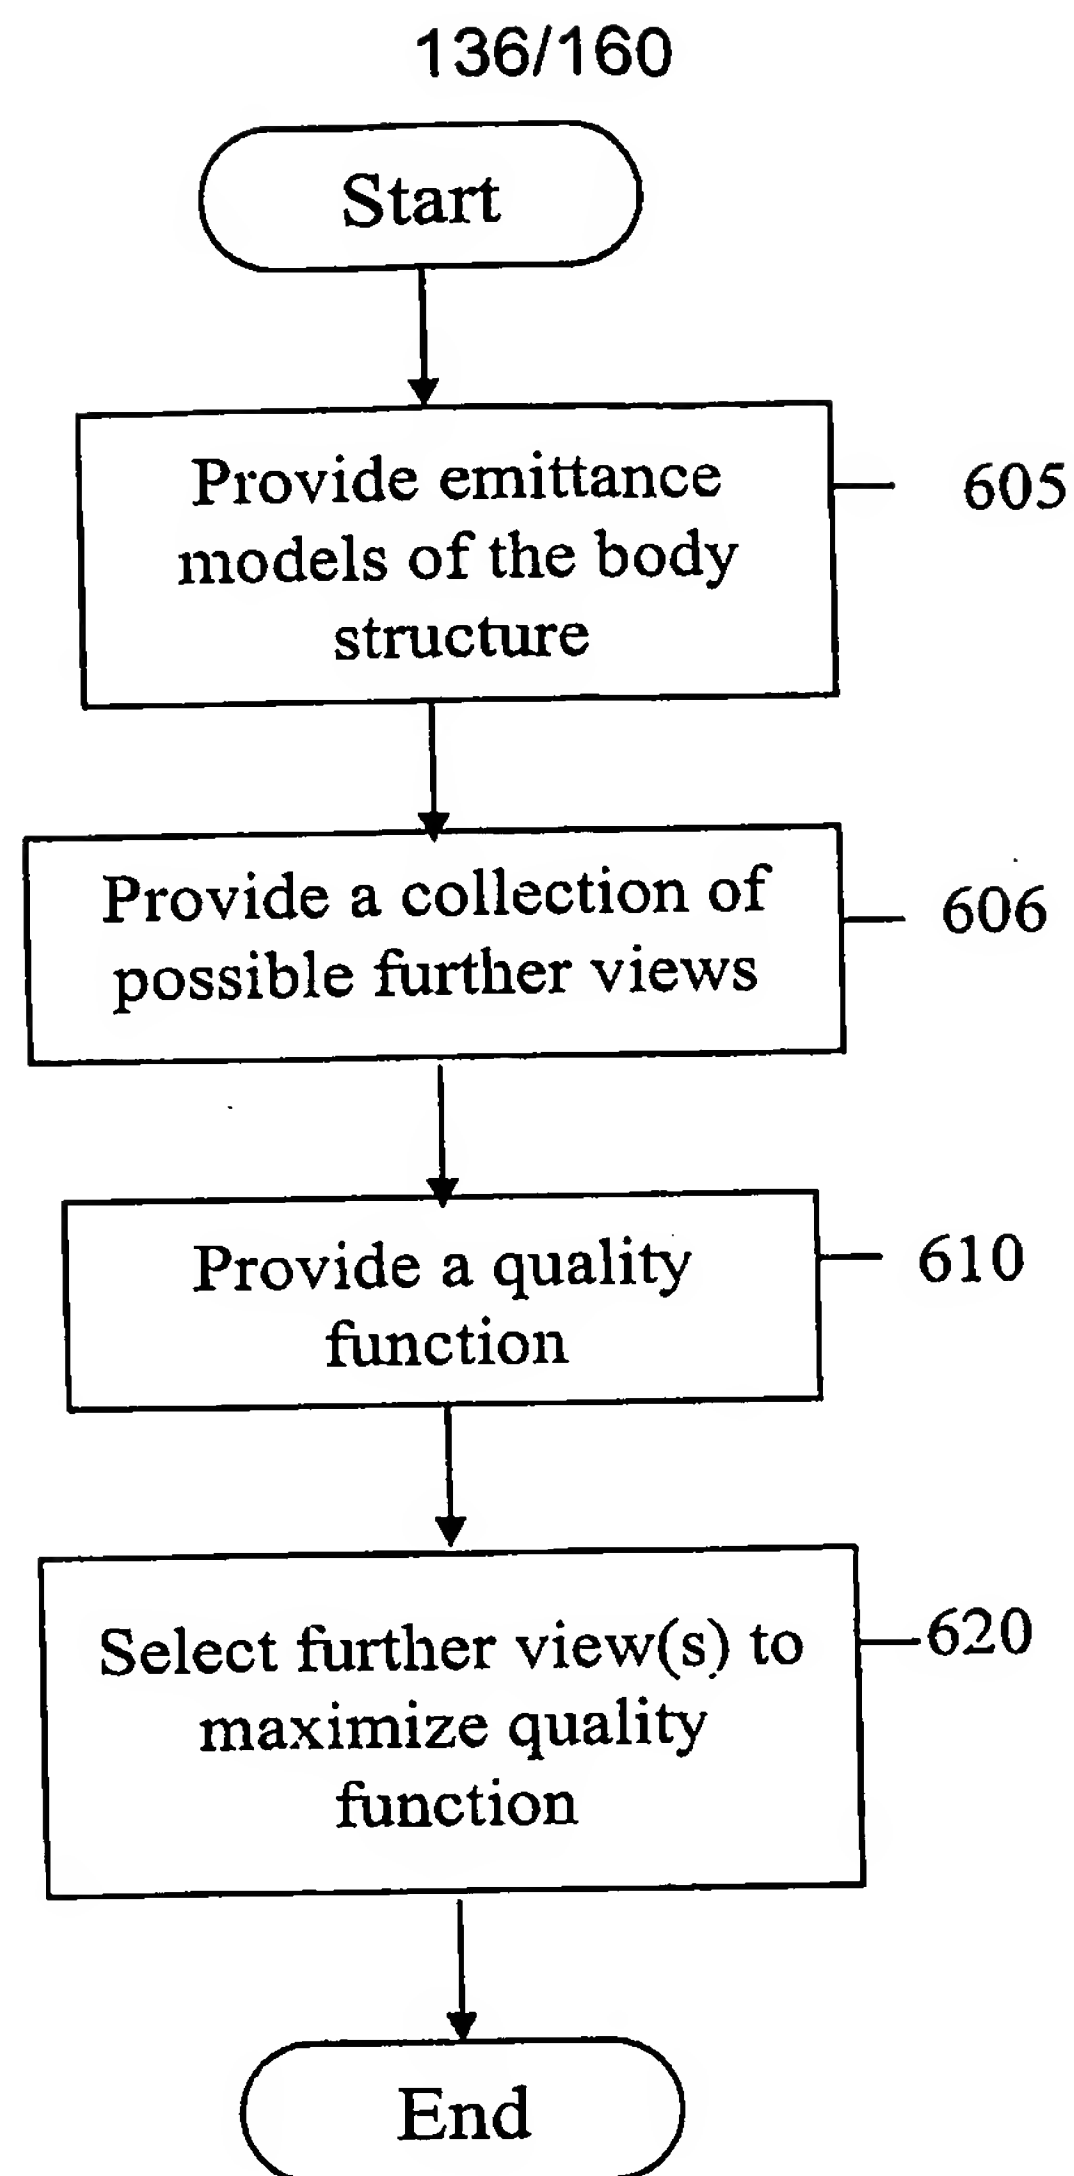 136/160
Start
Provide emittance
models of the body
structure
605
Provide a collection of
possible further views
606
Provide a quality
function
610
Select further view(s) to
maximize quality
function
620
End